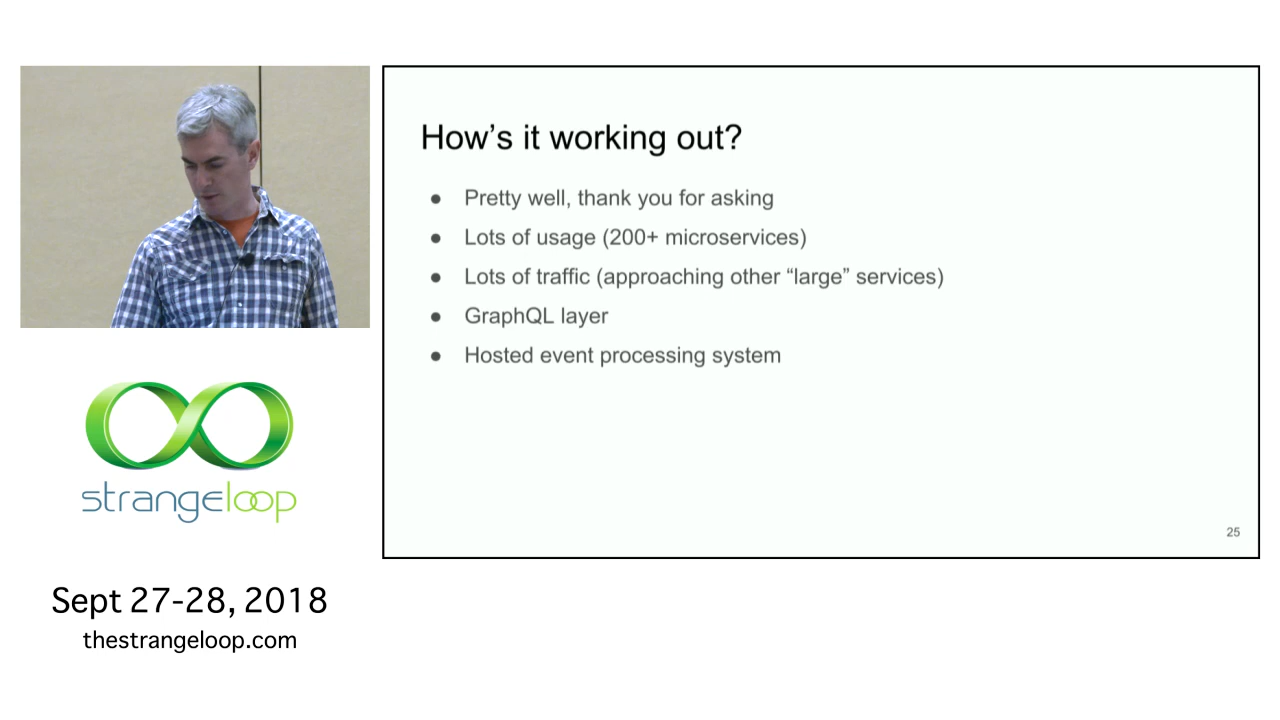 How’s it working out?
● Pretty well, thank you for asking
● Lots of usage (200+ microservices)
● Lots of traffic (approaching other “large” services)
● GraphQL layer
● Hosted event processing system
25
strangeloop
Sept 27-28, 2018
thestrangeloop.com